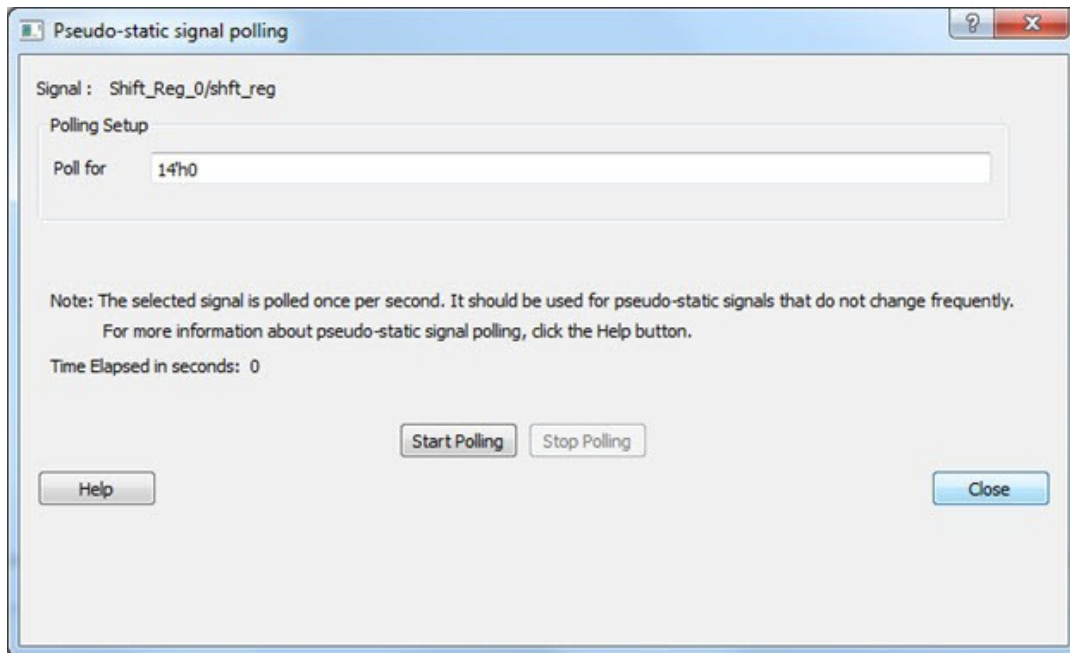 Pseudo-static signal polling
Signal : Shift_Reg_0/shft_reg
Polling Setup
Poll for 14'h0
Note: The selected signal is polled once per second. It should be used for pseudo-static signals that do not change frequently.
For more information about pseudo-static signal polling, click the Help button.
Time Elapsed in seconds: 0
Start Polling Stop Polling
Help Close